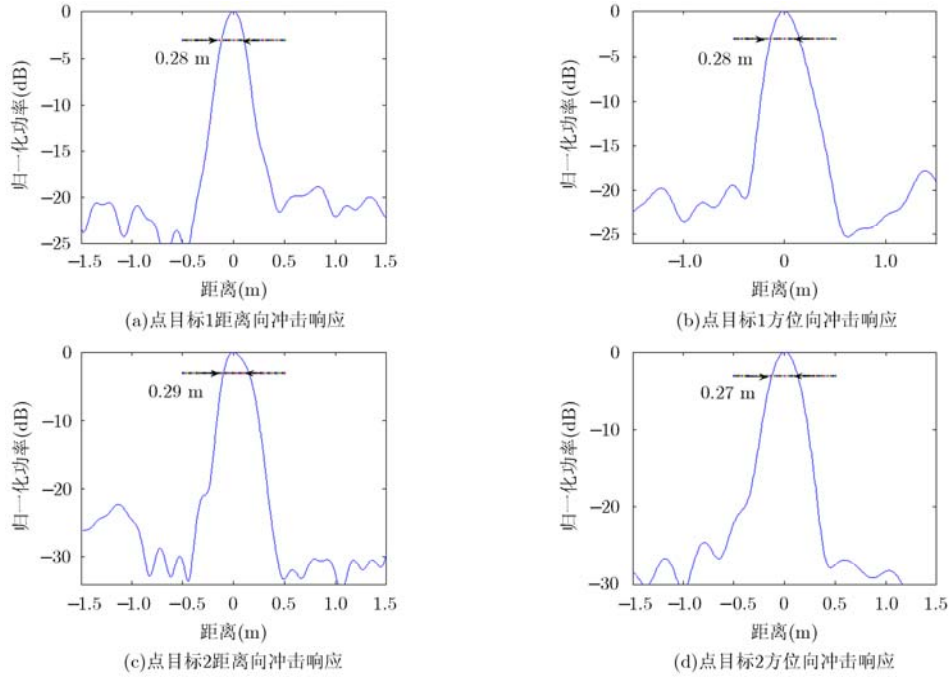 0
−5
−10
−15
−20
−25
归一化功率(dB)
0.28 m
−1.5 −1.0 −0.5 0 0.5 1.0 1.5
距离(m)
(a)点目标1距离向冲击响应
0
−5
−10
−15
−20
−25
归一化功率(dB)
0.28 m
−1.0 0 1.0
距离(m)
(b)点目标1方位向冲击响应
0
−10
−20
−30
归一化功率(dB)
0.29 m
−1.5 −1.0 −0.5 0 0.5 1.0 1.5
距离(m)
(c)点目标2距离向冲击响应
0
−10
−20
−30
归一化功率(dB)
0.27 m
−1.5 −1.0 −0.5 0 0.5 1.0 1.5
距离(m)
(d)点目标2方位向冲击响应